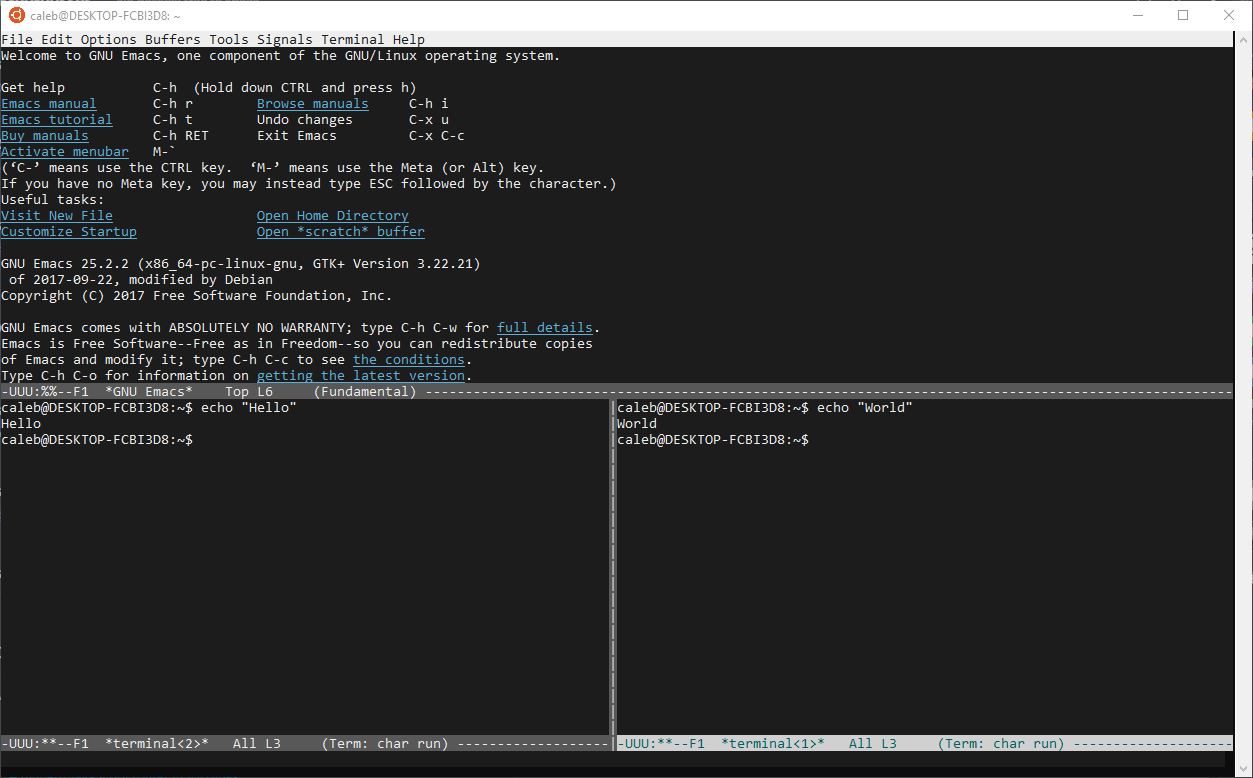 caleb@DESKTOP-FCBI3D8: ~
File Edit Options Buffers Tools Signals Terminal Help
Welcome to GNU Emacs, one component of the GNU/Linux operating system.
Get help C-h (Hold down CTRL and press h)
Emacs manual C-h r Browse manuals C-h i
Emacs tutorial C-h t Undo changes C-x u
Buy manuals C-h RET Exit Emacs C-x C-c
Activate menubar M-`
(‘C-’ means use the CTRL key. ‘M-’ means use the Meta (or Alt) key.
If you have no Meta key, you may instead type ESC followed by the character.)
Useful tasks:
Visit New File Open Home Directory
Customize Startup Open *scratch* buffer
GNU Emacs 25.2.2 (x86_64-pc-linux-gnu, GTK+ Version 3.22.21)
of 2017-09-22, modified by Debian
Copyright (C) 2017 Free Software Foundation, Inc.
GNU Emacs comes with ABSOLUTELY NO WARRANTY; type C-h C-w for full details.
Emacs is Free Software--Free as in Freedom--so you can redistribute copies
of Emacs and modify it; type C-h C-c to see the conditions.
Type C-h C-o for information on getting the latest version.
-UUU:%%--F1 *GNU Emacs* Top L6 (Fundamental) ------------------------------------------------------------------------------------------------------
caleb@DESKTOP-FCBI3D8:~$ echo "Hello"
Hello
caleb@DESKTOP-FCBI3D8:~$
-UUU:**--F1 *terminal<2>* All L3 (Term: char run) -------------------
caleb@DESKTOP-FCBI3D8:~$ echo "World"
World
caleb@DESKTOP-FCBI3D8:~$
-UUU:**--F1 *terminal<1>* All L3 (Term: char run) --------------------